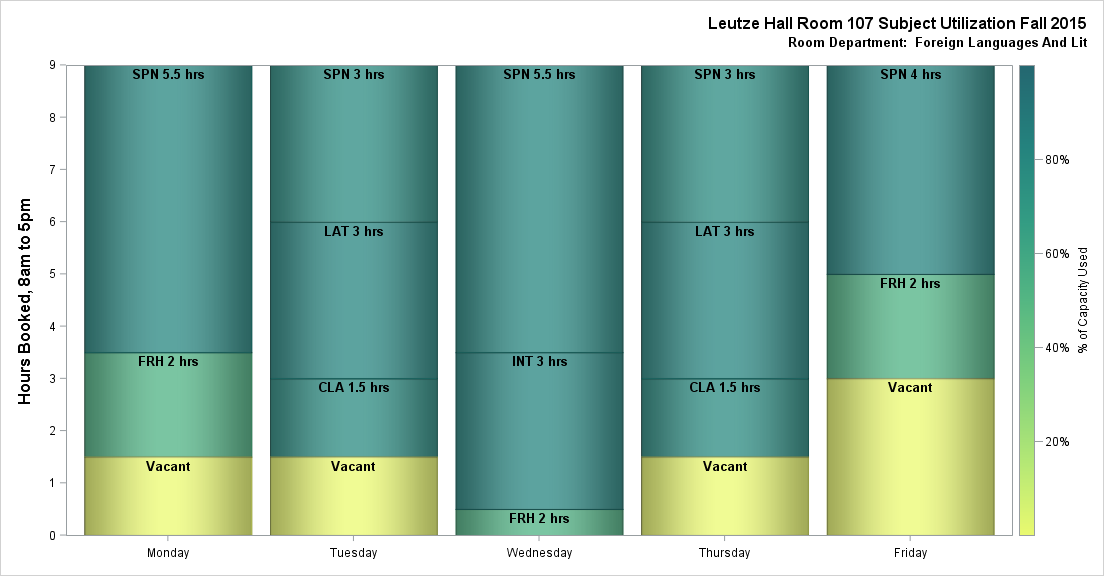 Leutze Hall Room 107 Subject Utilization Fall 2015
Room Department: Foreign Languages And Lit
Hours Booked, 8am to 5pm
9
8
7
6
5
4
3
2
1
0
SPN 5.5 hrs
FRH 2 hrs
Vacant
SPN 3 hrs
LAT 3 hrs
CLA 1.5 hrs
Vacant
SPN 5.5 hrs
INT 3 hrs
FRH 2 hrs
SPN 3 hrs
LAT 3 hrs
CLA 1.5 hrs
Vacant
SPN 4 hrs
FRH 2 hrs
Vacant
Monday
Tuesday
Wednesday
Thursday
Friday
80%
60%
40%
20%
% of Capacity Used